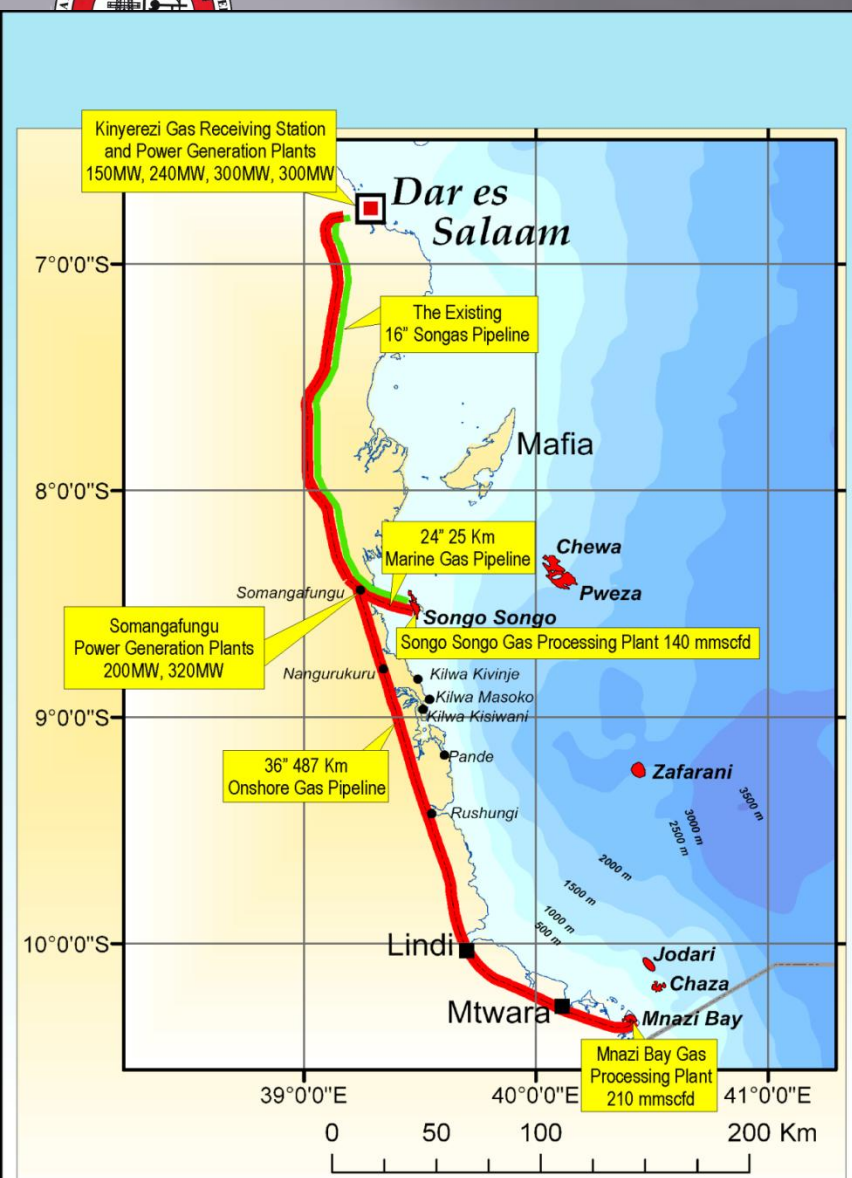 Kinyerezi Gas Receiving Station
and Power Generation Plants
150MW, 240MW, 300MW, 300MW
Dar es
Salaam
7°0'0"S
The Existing
16" Songas Pipeline
Mafia
8°0'0"S
24" 25 Km
Marine Gas Pipeline
Chewa
Pweza
Somangafungu
Songo Songo
Somangafungu
Power Generation Plants
200MW, 320MW
Songo Songo Gas Processing Plant 140 mmscfd
Nangurukuru
Kilwa Kivinje
Kilwa Masoko
Kilwa Kisiwani
9°0'0"S
Pande
36" 487 Km
Onshore Gas Pipeline
Zafarani
3500 m
3000 m
2500 m
Rushungi
2000 m
1500 m
1000 m
500 m
10°0'0"S
Lindi
Jodari
Chaza
Mtwara
Mnazi Bay
Mnazi Bay Gas
Processing Plant
210 mmscfd
39°0'0"E
40°0'0"E
41°0'0"E
0 50 100 200 Km